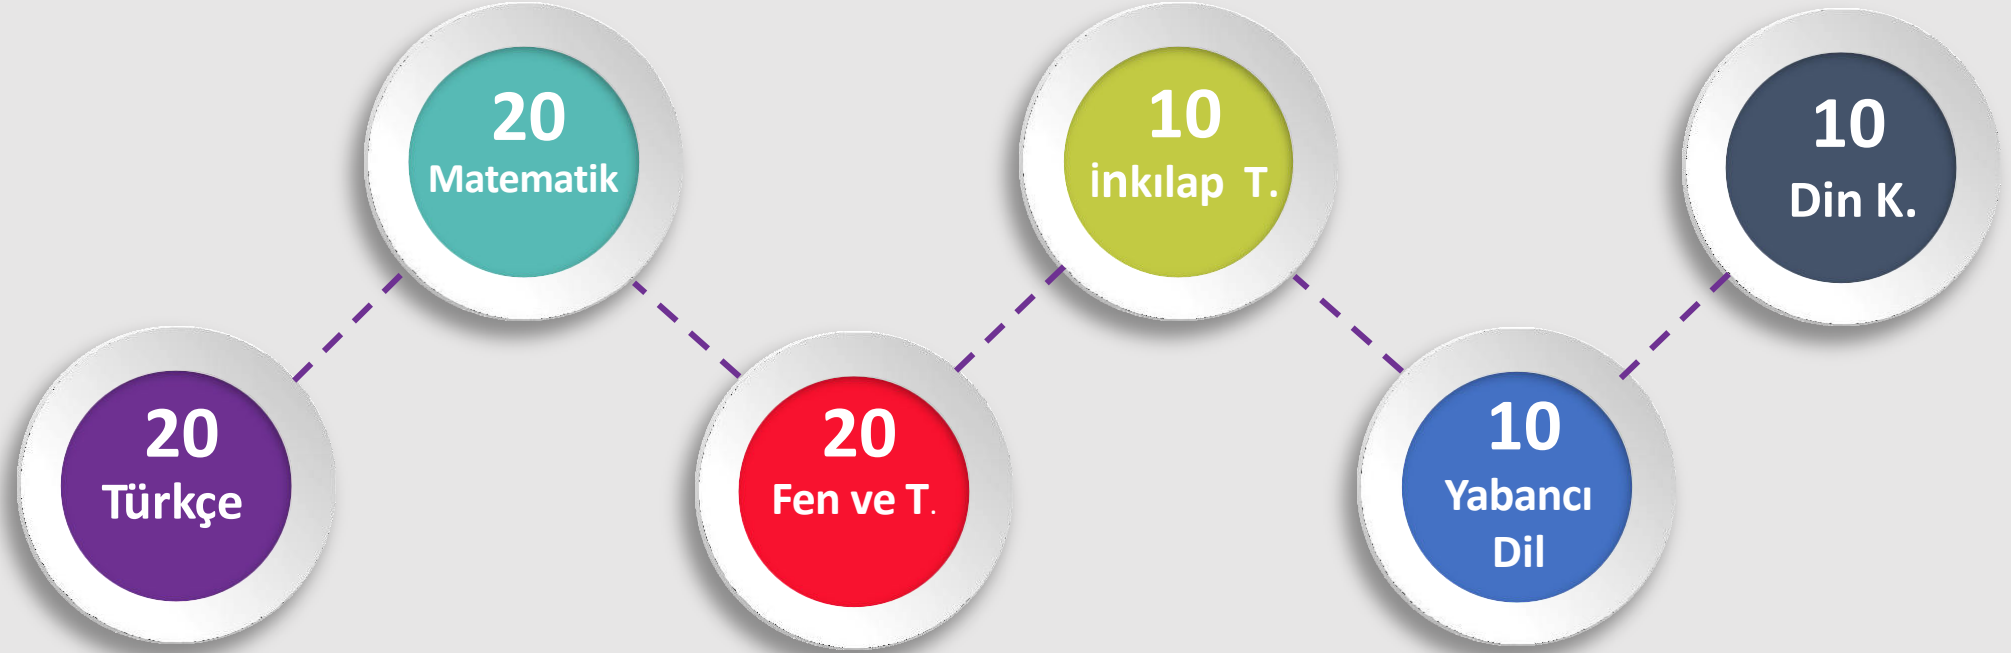 20
Türkçe
20
Matematik
20
Fen ve T.
10
İnkılap T.
10
Yabancı
Dil
10
Din K.